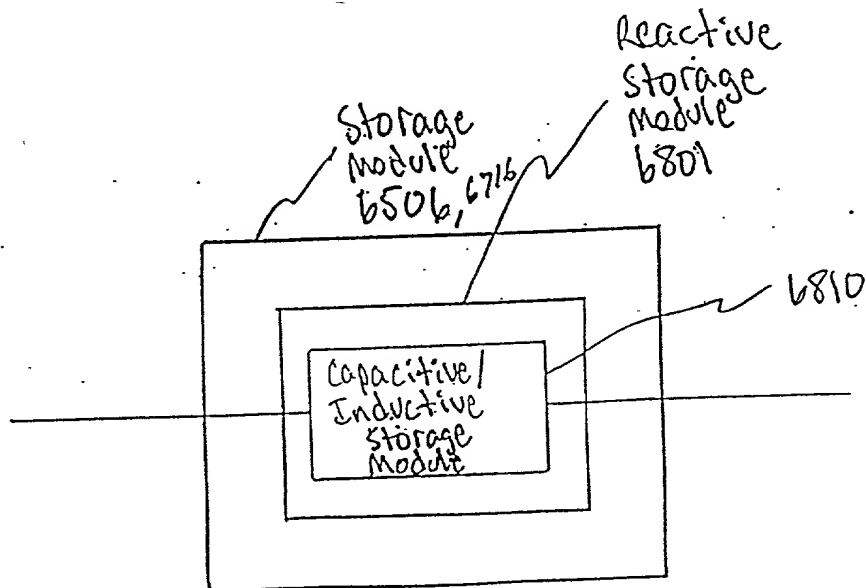 Reactive
Storage
Module
6801
Storage
Module
6506, 6716
6810
Capacitive/
Inductive
Storage
Module